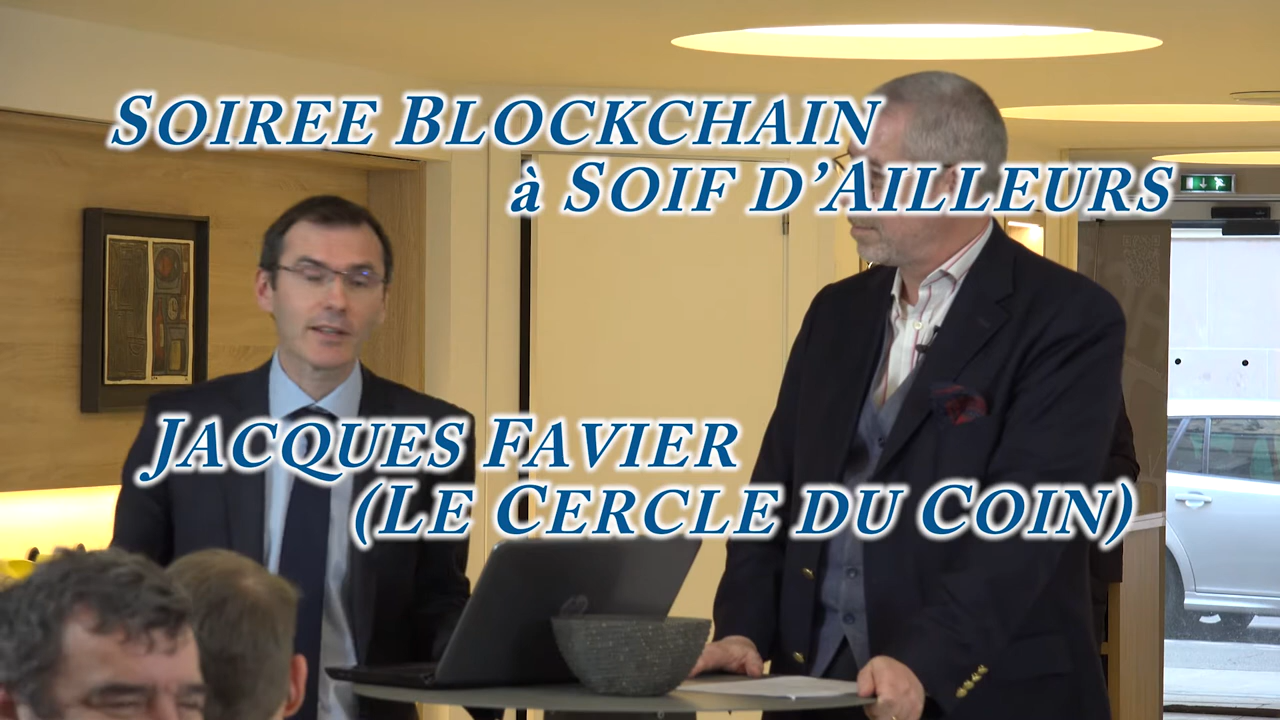 SOIREE BLOCKCHAIN
à SOIF D’AILLEURS
JACQUES FAVIER
(LE CERCLE DU COIN)